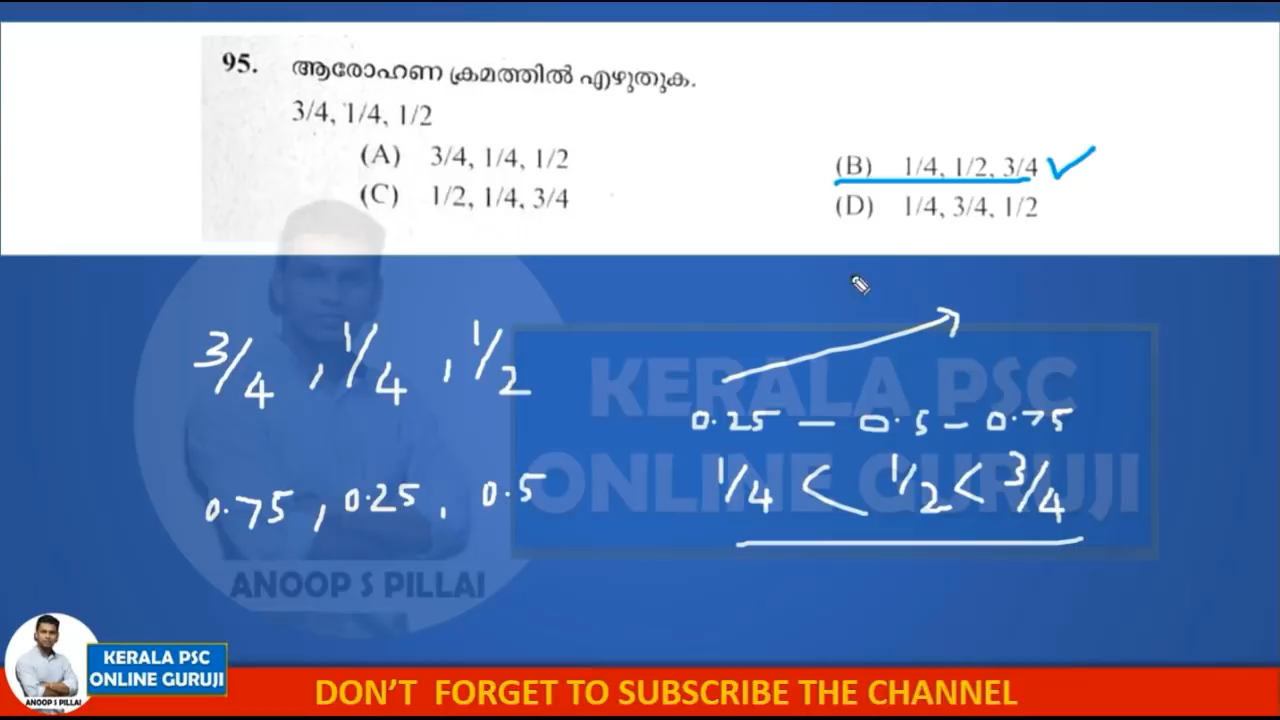 95. ആരോഹണ ക്രമത്തിൽ എഴുതുക.
3/4, 1/4, 1/2
(A) 3/4, 1/4, 1/2
(B) 1/4, 1/2, 3/4
(C) 1/2, 1/4, 3/4
(D) 1/4, 3/4, 1/2
3/4 , 1/4 , 1/2
0.75 , 0.25 , 0.5
0.25 — 0.5 — 0.75
1/4 < 1/2 < 3/4
KERALA PSC
ONLINE GURUJI
ANOOP S PILLAI
ANOOP S PILLAI
KERALA PSC
ONLINE GURUJI
DON'T FORGET TO SUBSCRIBE THE CHANNEL